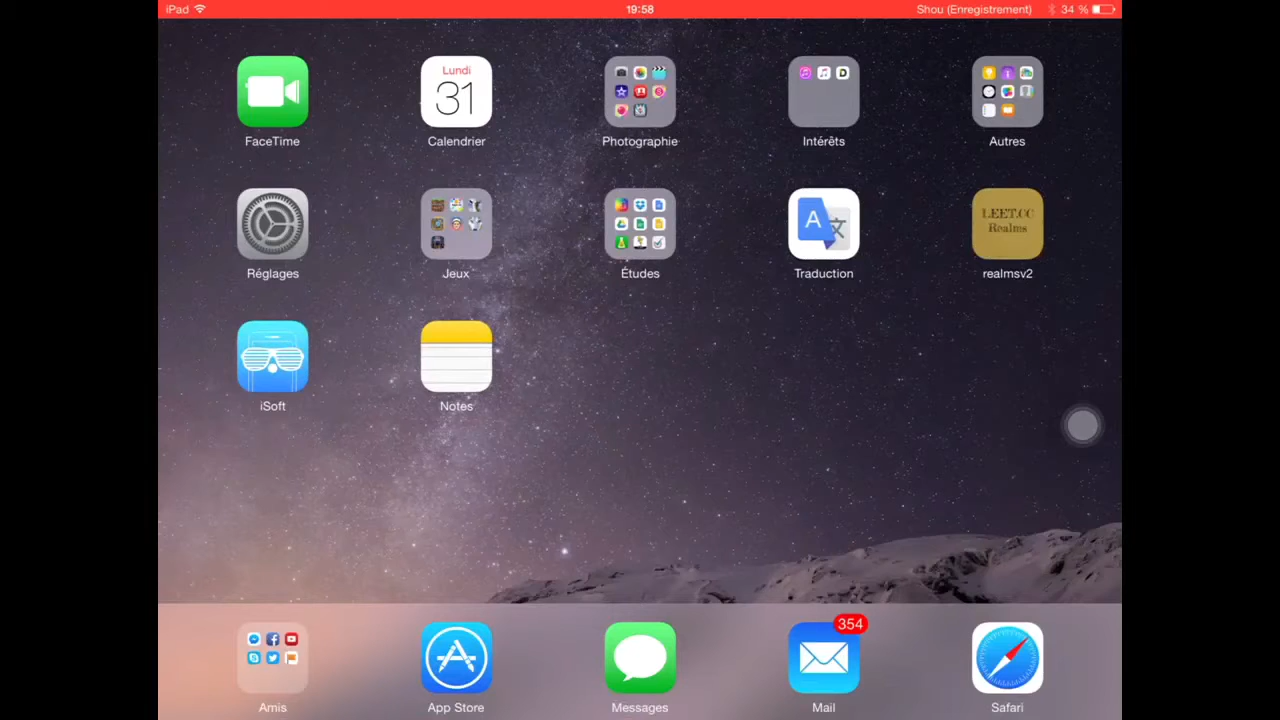 iPad 19:58 Shou (Enregistrement) 34 %
Lundi
31
FaceTime Calendrier Photographie Intérêts Autres
A
LEET.CC
Realms
Réglages Jeux Études Traduction realmsv2
iSoft Notes
354
Amis App Store Messages Mail Safari